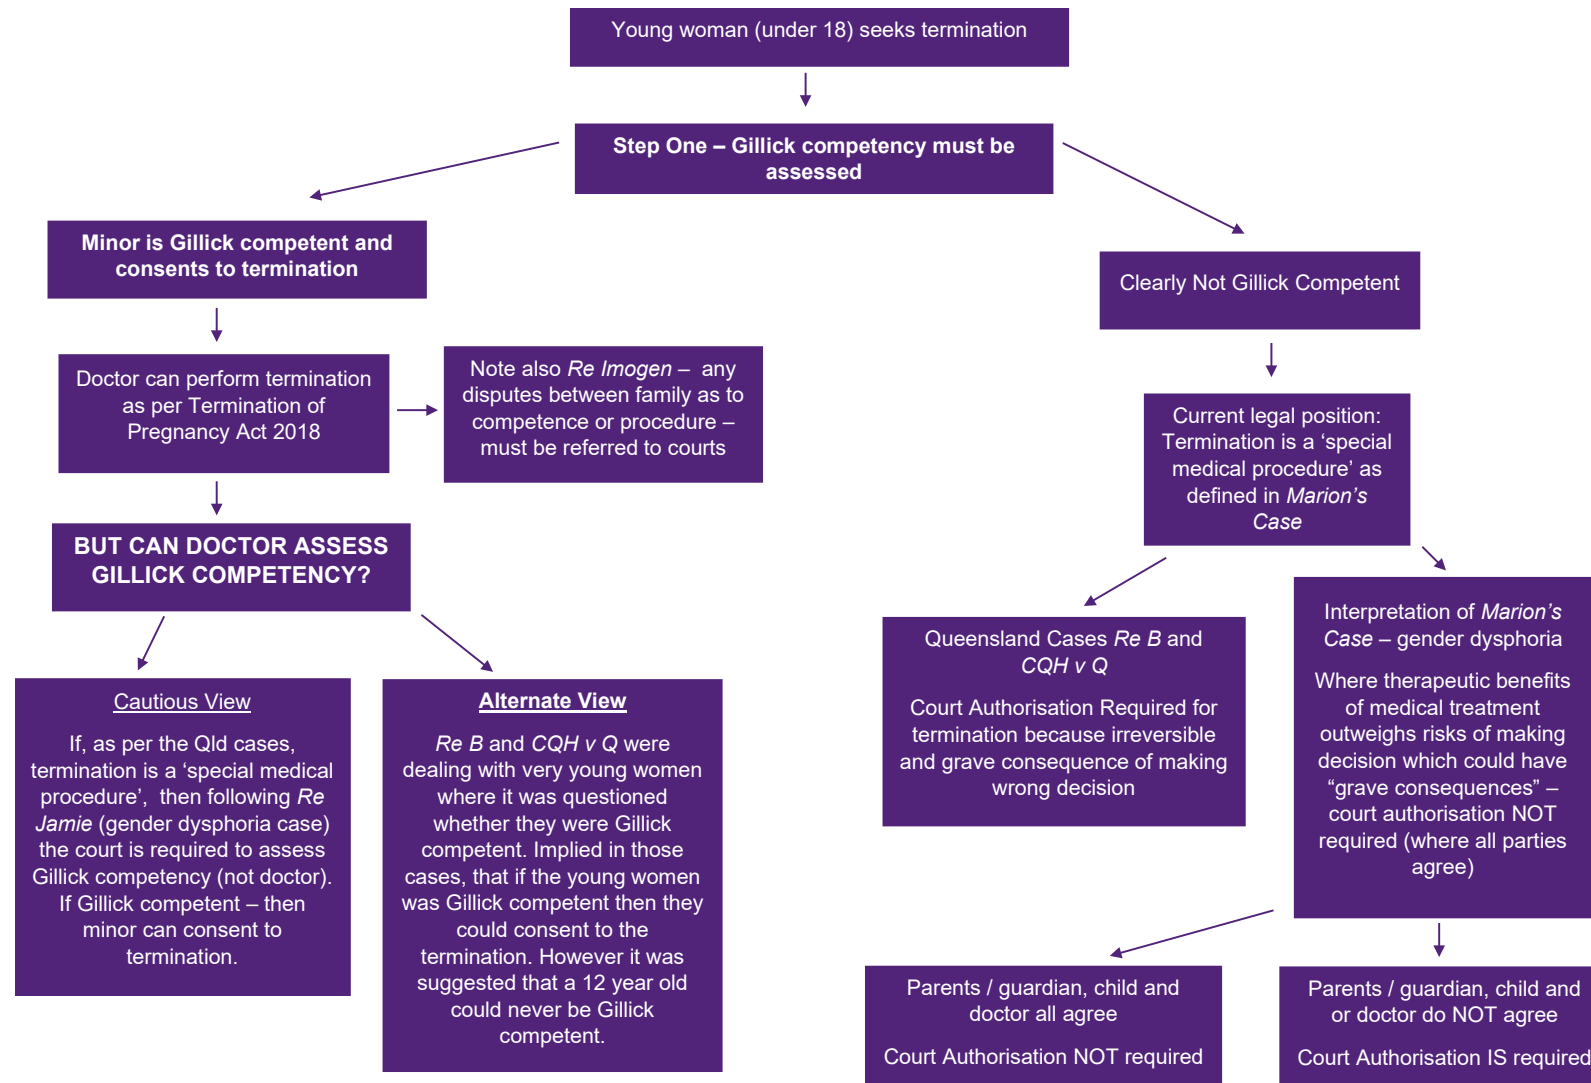 Young woman (under 18) seeks termination
Step One – Gillick competency must be
assessed
Minor is Gillick competent and
consents to termination
Clearly Not Gillick Competent
Doctor can perform termination
as per Termination of
Pregnancy Act 2018
Note also Re Imogen – any
disputes between family as to
competence or procedure –
must be referred to courts
Current legal position:
Termination is a ‘special
medical procedure’ as
defined in Marion’s
Case
BUT CAN DOCTOR ASSESS
GILLICK COMPETENCY?
Cautious View
If, as per the Qld cases,
termination is a ‘special medical
procedure’, then following Re
Jamie (gender dysphoria case)
the court is required to assess
Gillick competency (not doctor).
If Gillick competent – then
minor can consent to
termination.
Alternate View
Re B and CQH v Q were
dealing with very young women
where it was questioned
whether they were Gillick
competent. Implied in those
cases, that if the young women
was Gillick competent then they
could consent to the
termination. However it was
suggested that a 12 year old
could never be Gillick
competent.
Queensland Cases Re B and
CQH v Q
Court Authorisation Required for
termination because irreversible
and grave consequence of making
wrong decision
Interpretation of Marion’s
Case – gender dysphoria
Where therapeutic benefits
of medical treatment
outweighs risks of making
decision which could have
“grave consequences” –
court authorisation NOT
required (where all parties
agree)
Parents / guardian, child and
doctor all agree
Court Authorisation NOT required
Parents / guardian, child and
or doctor do NOT agree
Court Authorisation IS required